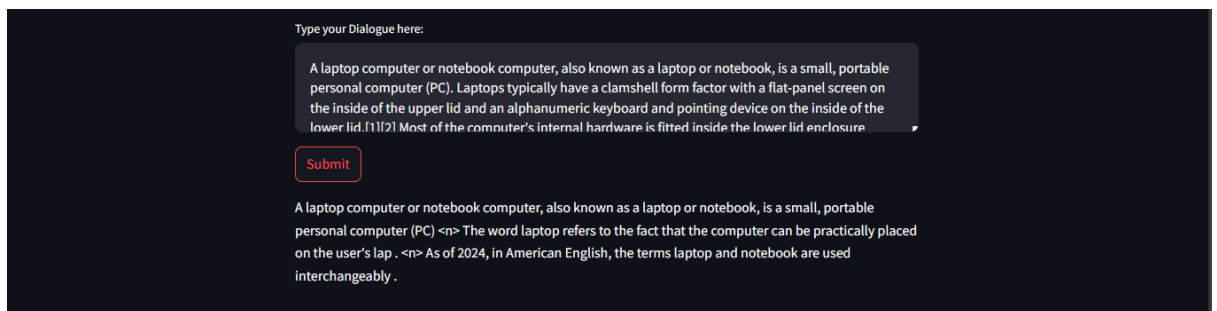 Type your Dialogue here:
A laptop computer or notebook computer, also known as a laptop or notebook, is a small, portable
personal computer (PC). Laptops typically have a clamshell form factor with a flat-panel screen on
the inside of the upper lid and an alphanumeric keyboard and pointing device on the inside of the
lower lid.[1][2] Most of the computer's internal hardware is fitted inside the lower lid enclosure
Submit
A laptop computer or notebook computer, also known as a laptop or notebook, is a small, portable
personal computer (PC) <n> The word laptop refers to the fact that the computer can be practically placed
on the user's lap . <n> As of 2024, in American English, the terms laptop and notebook are used
interchangeably .